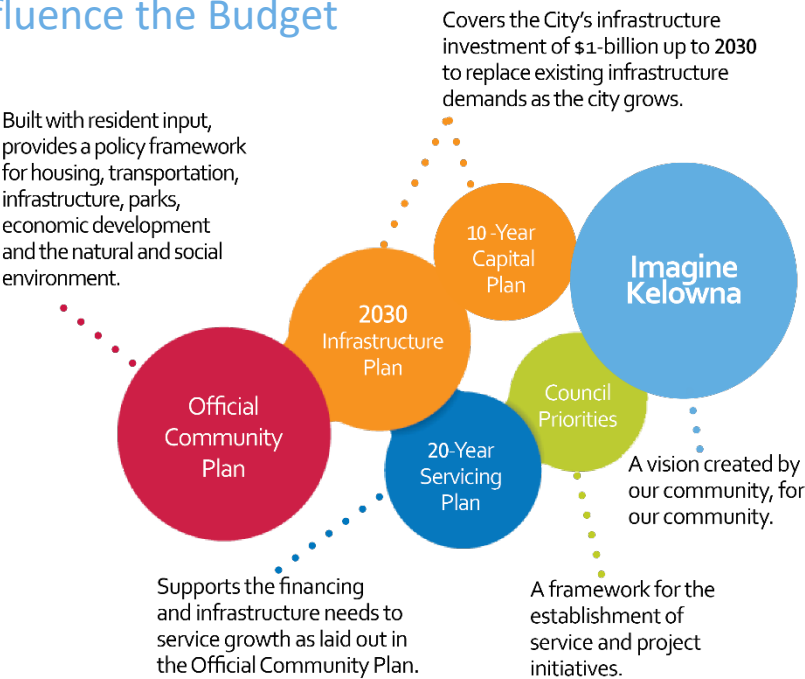 fluence the Budget
Covers the City's infrastructure
investment of $1-billion up to 2030
to replace existing infrastructure
demands as the city grows.
Built with resident input,
provides a policy framework
for housing, transportation,
infrastructure, parks,
economic development
and the natural and social
environment.
10 -Year
Capital
Plan
Imagine
Kelowna
2030
Infrastructure
Plan
Official
Community
Plan
Council
Priorities
20-Year
Servicing
Plan
A vision created by
our community, for
our community.
Supports the financing
and infrastructure needs to
service growth as laid out in
the Official Community Plan.
A framework for the
establishment of
service and project
initiatives.